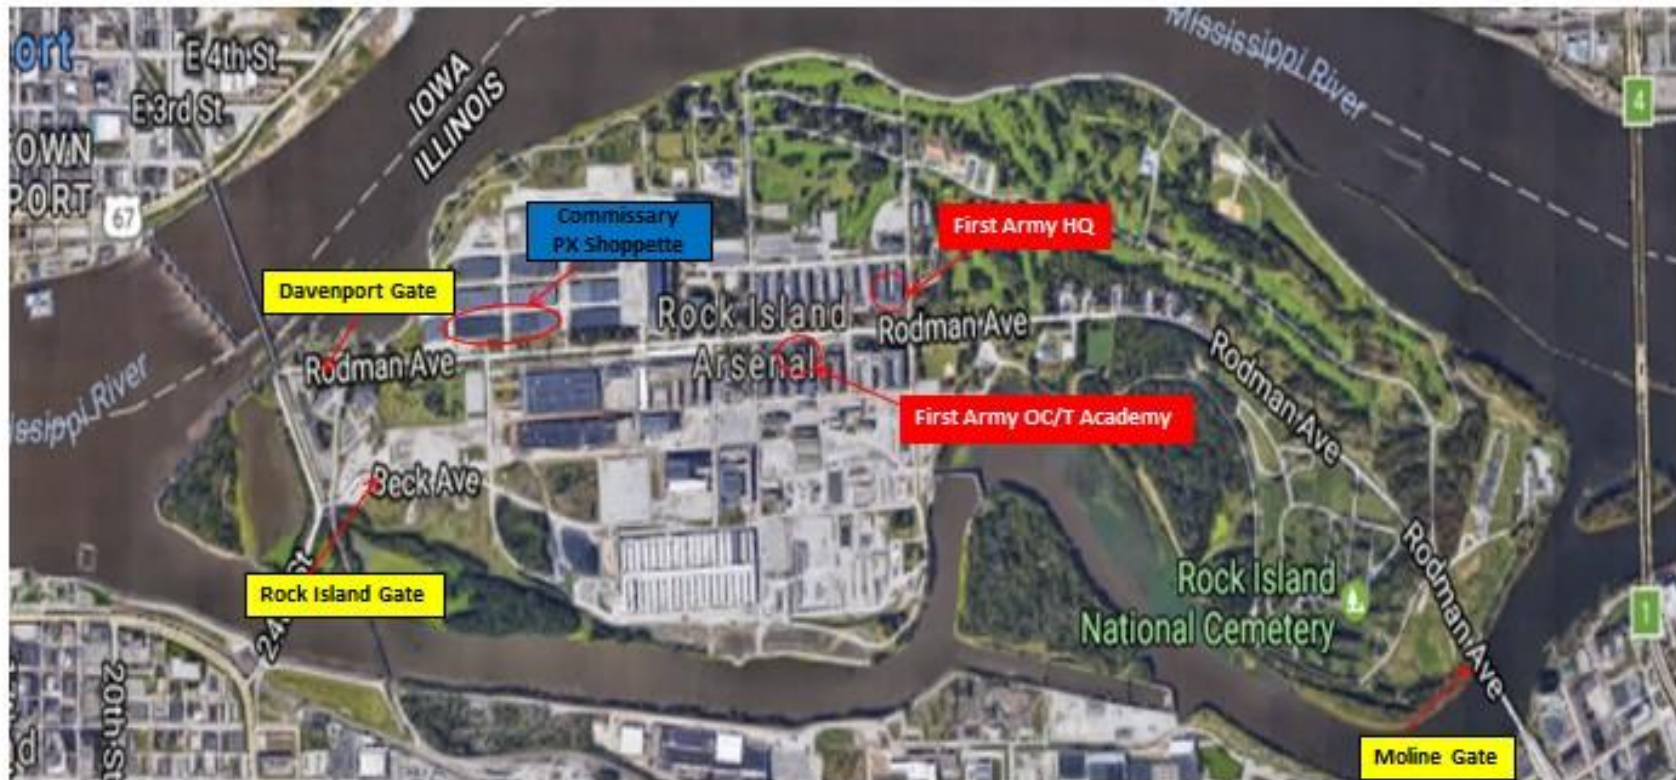 ort
E 4th St
E 3rd St
OWN
PORT
67
IOWA
ILLINOIS
Mississippi River
4
Commissary
PX Shoppette
First Army HQ
Davenport Gate
Rock Island
Arsenal
Rodman Ave
Rodman Ave
Rodman Ave
ssippi River
First Army OC/T Academy
Beck Ave
Rock Island Gate
Rock Island
National Cemetery
Rodman Ave
1
20th St
Moline Gate